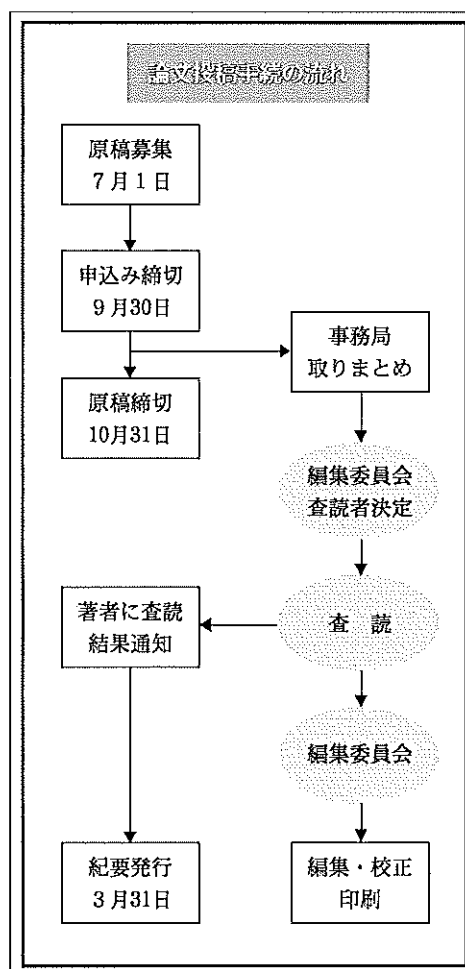 論文投稿手続の流れ
原稿募集
7月1日
申込み締切
9月30日
事務局
取りまとめ
原稿締切
10月31日
編集委員会
査読者決定
著者に査読
結果通知
査　読
編集委員会
紀要発行
3月31日
編集・校正
印刷